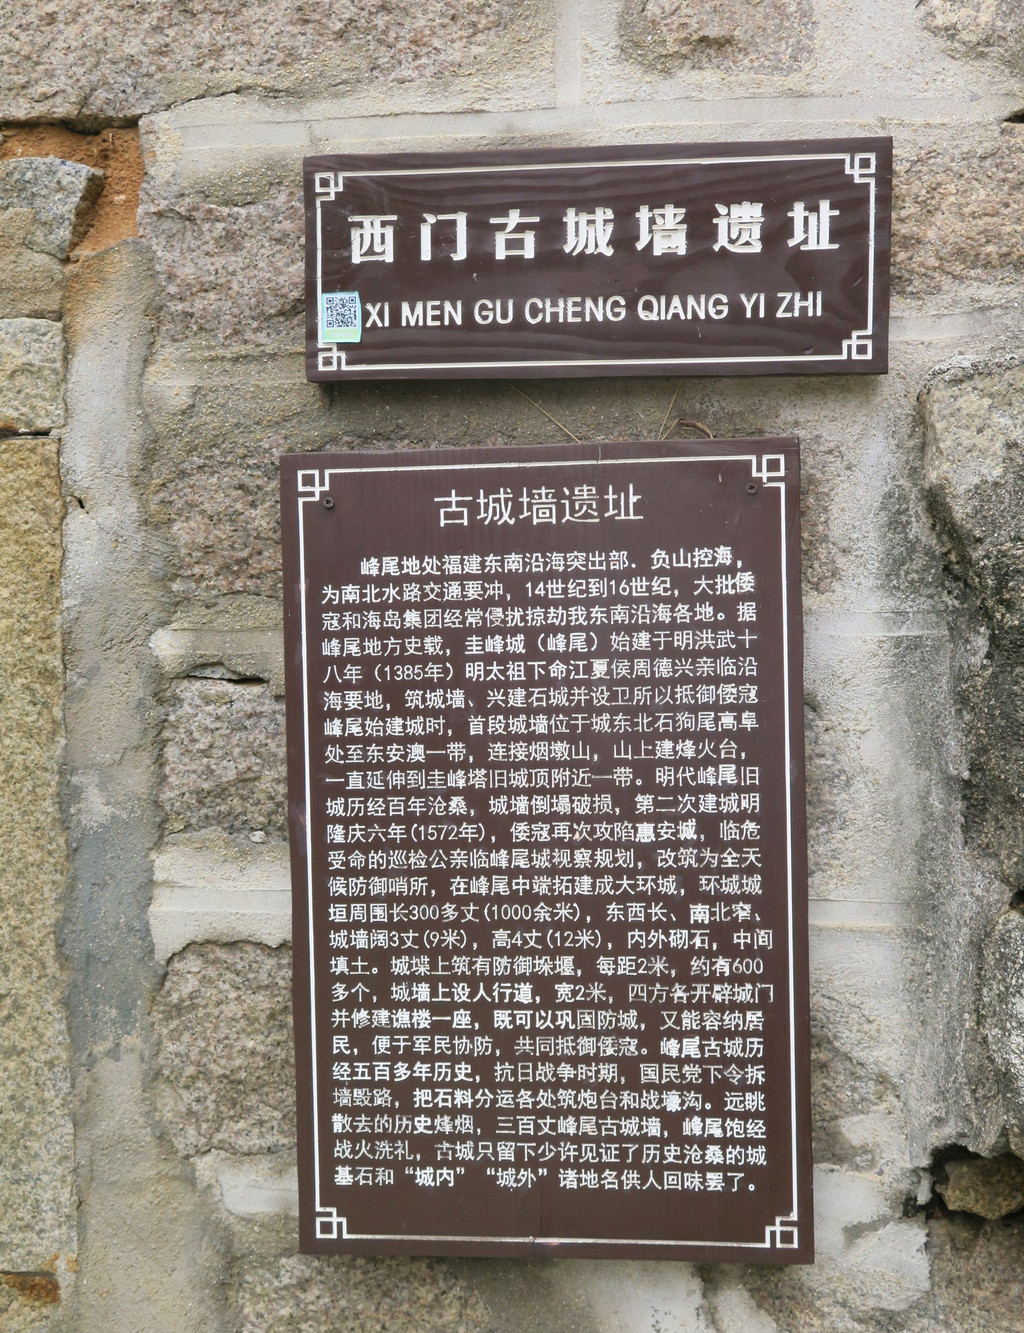 西门古城墙遗址
XI MEN GU CHENG QIANG YI ZHI
古城墙遗址
峰尾地处福建东南沿海突出部．负山控海，
为南北水路交通要冲，14世纪到16世纪，大批倭
寇和海岛集团经常侵扰掠劫我东南沿海各地。据
峰尾地方史载，圭峰城（峰尾）始建于明洪武十
八年（1385年）明太祖下命江夏侯周德兴亲临沿
海要地，筑城墙、兴建石城并设卫所以抵御倭寇
峰尾始建城时，首段城墙位于城东北石狗尾高阜
处至东安澳一带，连接烟墩山，山上建烽火台，
一直延伸到圭峰塔旧城顶附近一带。明代峰尾旧
城历经百年沧桑，城墙倒塌破损，第二次建城明
隆庆六年(1572年)，倭寇再次攻陷惠安城，临危
受命的巡检公亲临峰尾城视察规划，改筑为全天
候防御哨所，在峰尾中端拓建成大环城，环城城
垣周围长300多丈(1000余米)，东西长、南北窄、
城墙阔3丈(9米)，高4丈(12米)，内外砌石，中间
填土。城堞上筑有防御垛堰，每距2米，约有600
多个，城墙上设人行道，宽2米，四方各开辟城门
并修建谯楼一座，既可以巩固防城，又能容纳居
民，便于军民协防，共同抵御倭寇。峰尾古城历
经五百多年历史，抗日战争时期，国民党下令拆
墙毁路，把石料分运各处筑炮台和战壕沟。远眺
散去的历史烽烟，三百丈峰尾古城墙，峰尾饱经
战火洗礼，古城只留下少许见证了历史沧桑的城
基石和“城内”“城外”诸地名供人回味罢了。